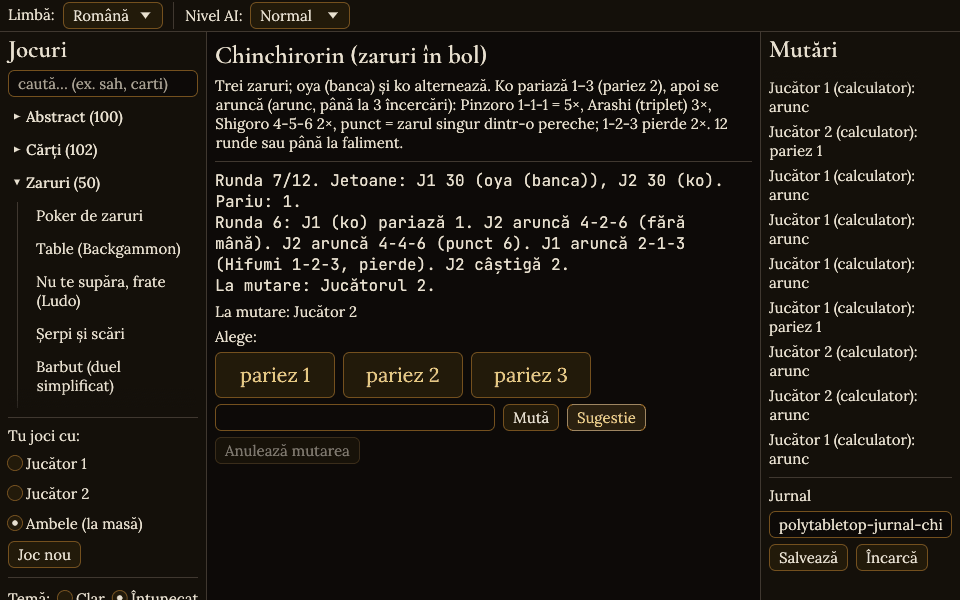 Limbă: Română ▼ Nivel AI: Normal ▼
Jocuri
caută... (ex. sah, carti)
▸ Abstract (100)
▸ Cărți (102)
▾ Zaruri (50)
Poker de zaruri
Table (Backgammon)
Nu te supăra, frate
(Ludo)
Șerpi și scări
Barbut (duel
simplificat)
Tu joci cu:
Jucător 1
Jucător 2
Ambele (la masă)
Joc nou
Temă: Clar Întunecat
Chinchirorin (zaruri în bol)
Trei zaruri; oya (banca) și ko alternează. Ko pariază 1–3 (pariez 2), apoi se
aruncă (arunc, până la 3 încercări): Pinzoro 1-1-1 = 5×, Arashi (triplet) 3×,
Shigoro 4-5-6 2×, punct = zarul singur dintr-o pereche; 1-2-3 pierde 2×. 12
runde sau până la faliment.
Runda 7/12. Jetoane: J1 30 (oya (banca)), J2 30 (ko).
Pariu: 1.
Runda 6: J1 (ko) pariază 1. J2 aruncă 4-2-6 (fără
mână). J2 aruncă 4-4-6 (punct 6). J1 aruncă 2-1-3
(Hifumi 1-2-3, pierde). J2 câștigă 2.
La mutare: Jucătorul 2.
La mutare: Jucător 2
Alege:
pariez 1 pariez 2 pariez 3
Mută Sugestie
Anulează mutarea
Mutări
Jucător 1 (calculator):
arunc
Jucător 2 (calculator):
pariez 1
Jucător 1 (calculator):
arunc
Jucător 1 (calculator):
arunc
Jucător 1 (calculator):
arunc
Jucător 1 (calculator):
pariez 1
Jucător 2 (calculator):
arunc
Jucător 2 (calculator):
arunc
Jucător 1 (calculator):
arunc
Jurnal
polytabletop-jurnal-chi
Salvează Încarcă